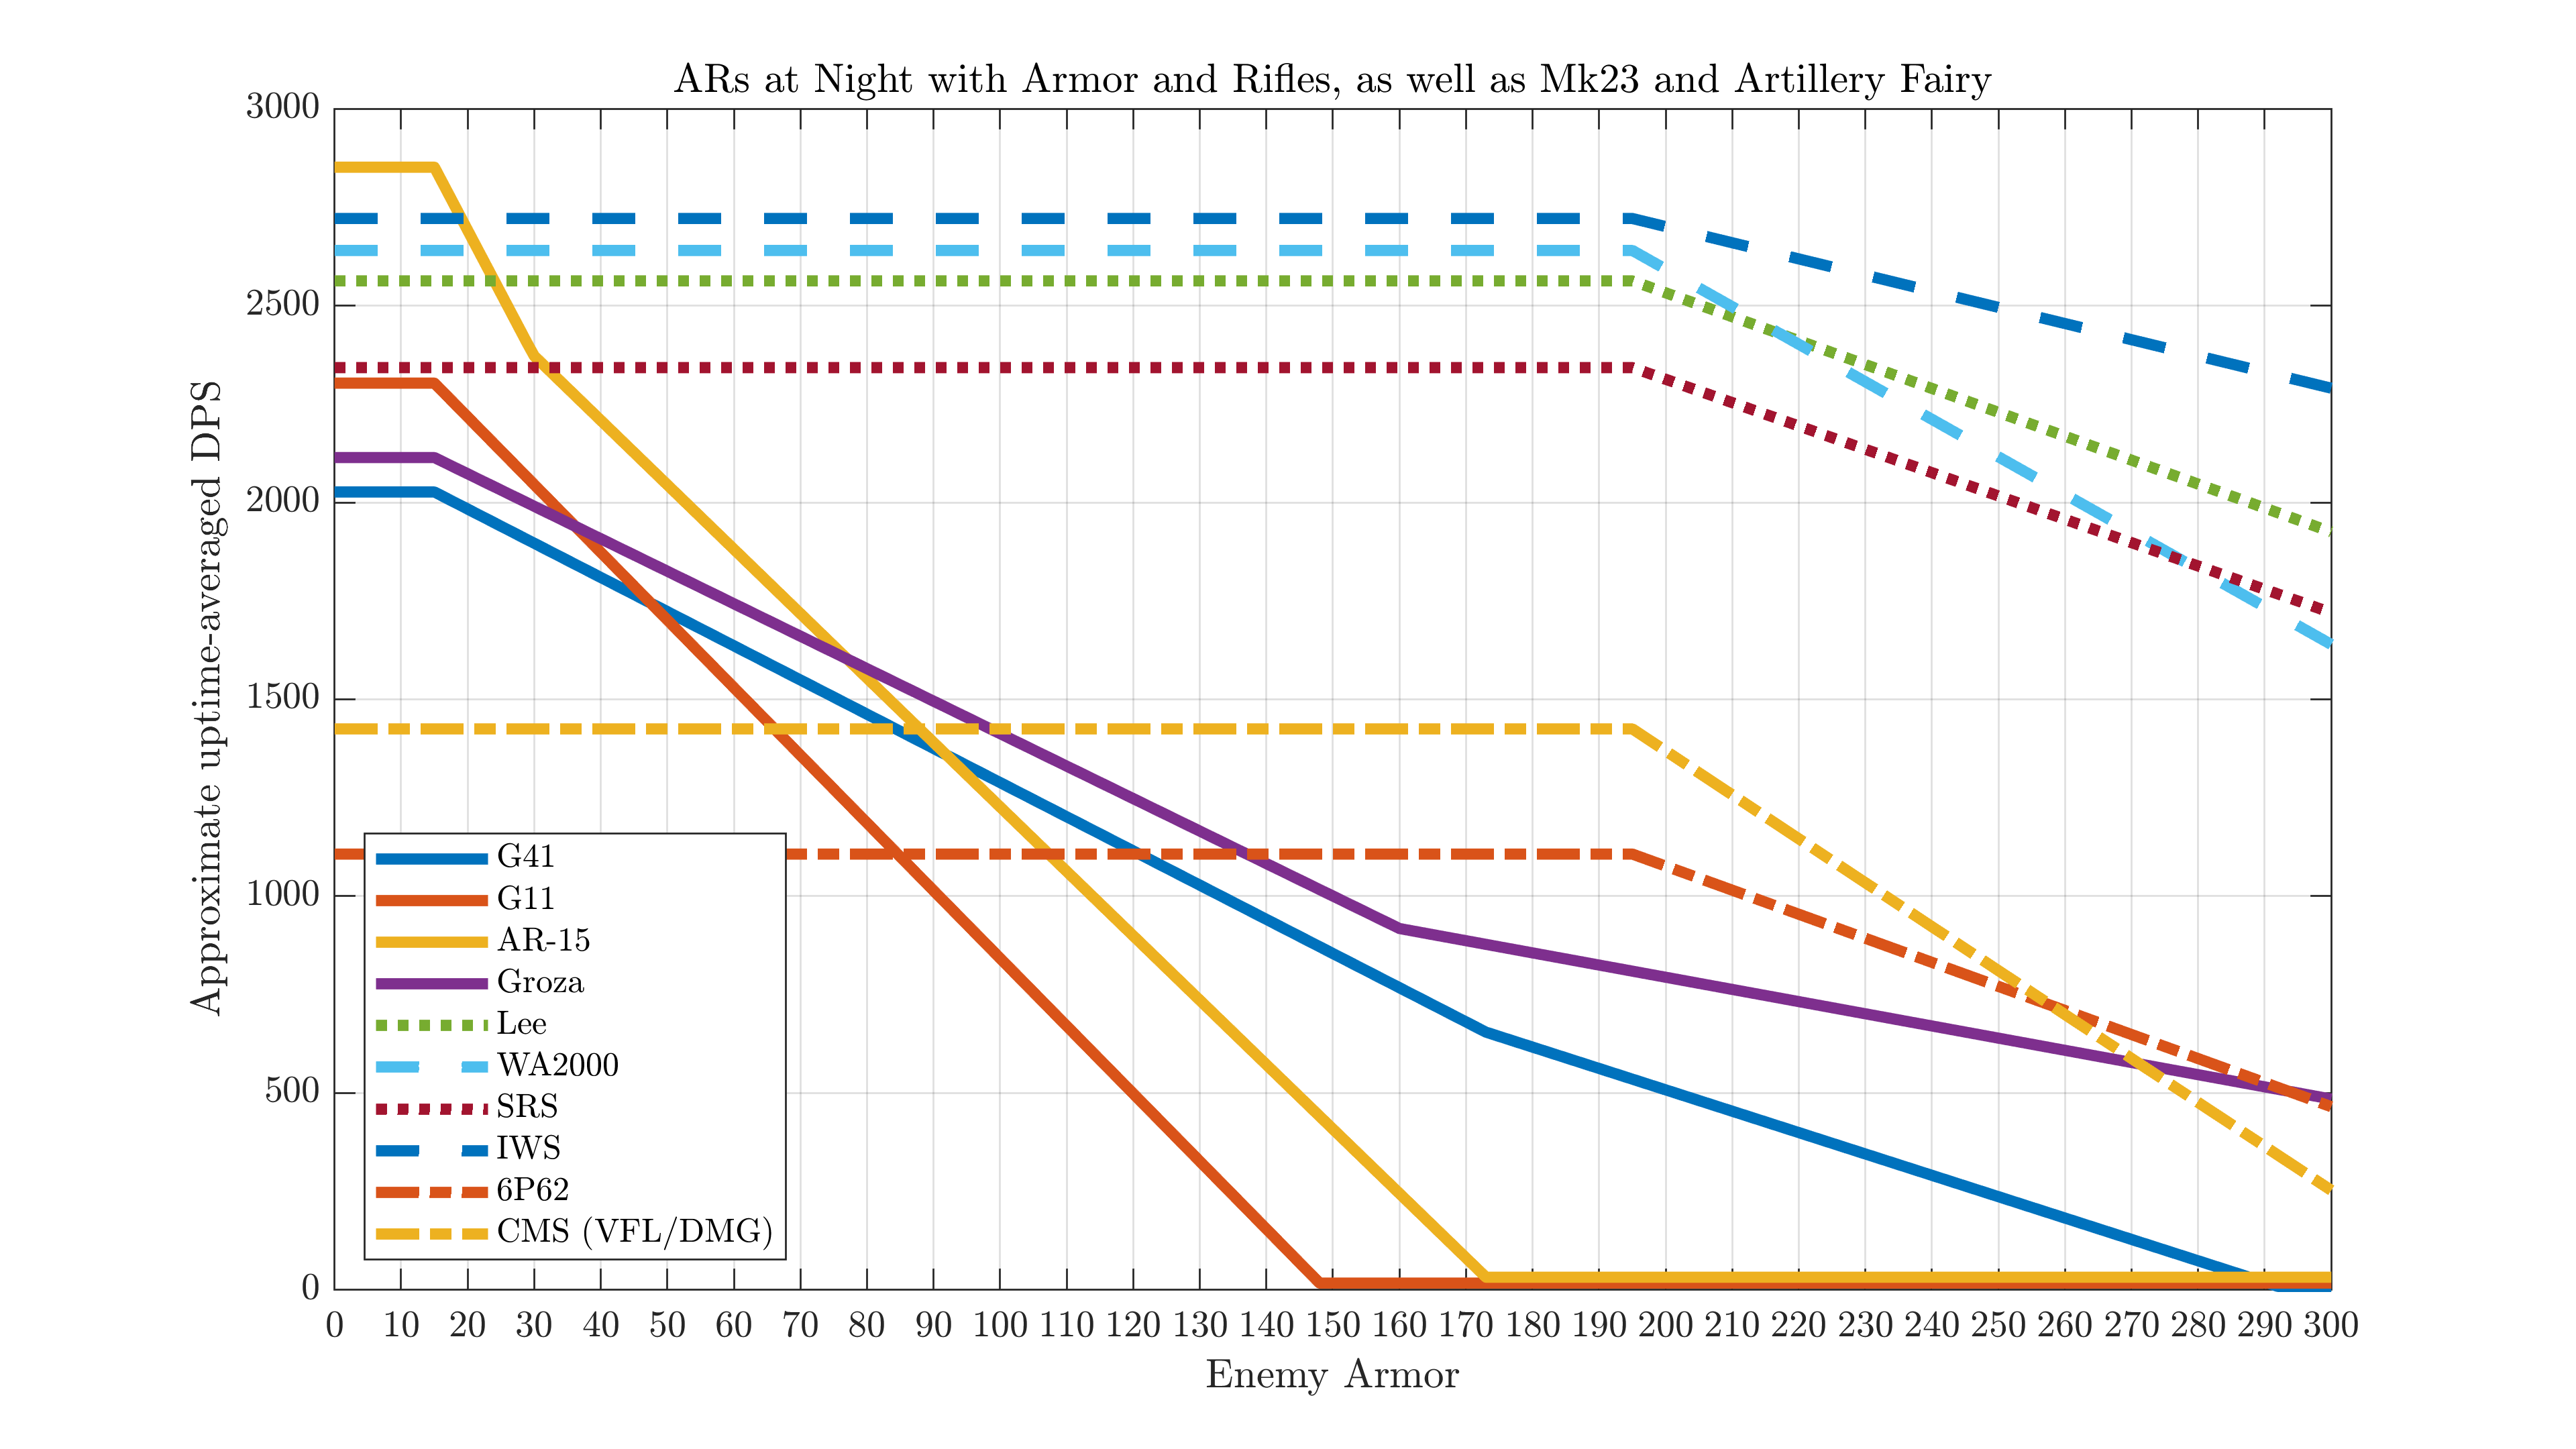 ARs at Night with Armor and Rifles, as well as Mk23 and Artillery Fairy
3000
2500
2000
1500
1000
500
0
Approximate uptime-averaged DPS
G41
G11
AR-15
Groza
Lee
WA2000
SRS
IWS
6P62
CMS (VFL/DMG)
0 10 20 30 40 50 60 70 80 90 100 110 120 130 140 150 160 170 180 190 200 210 220 230 240 250 260 270 280 290 300
Enemy Armor